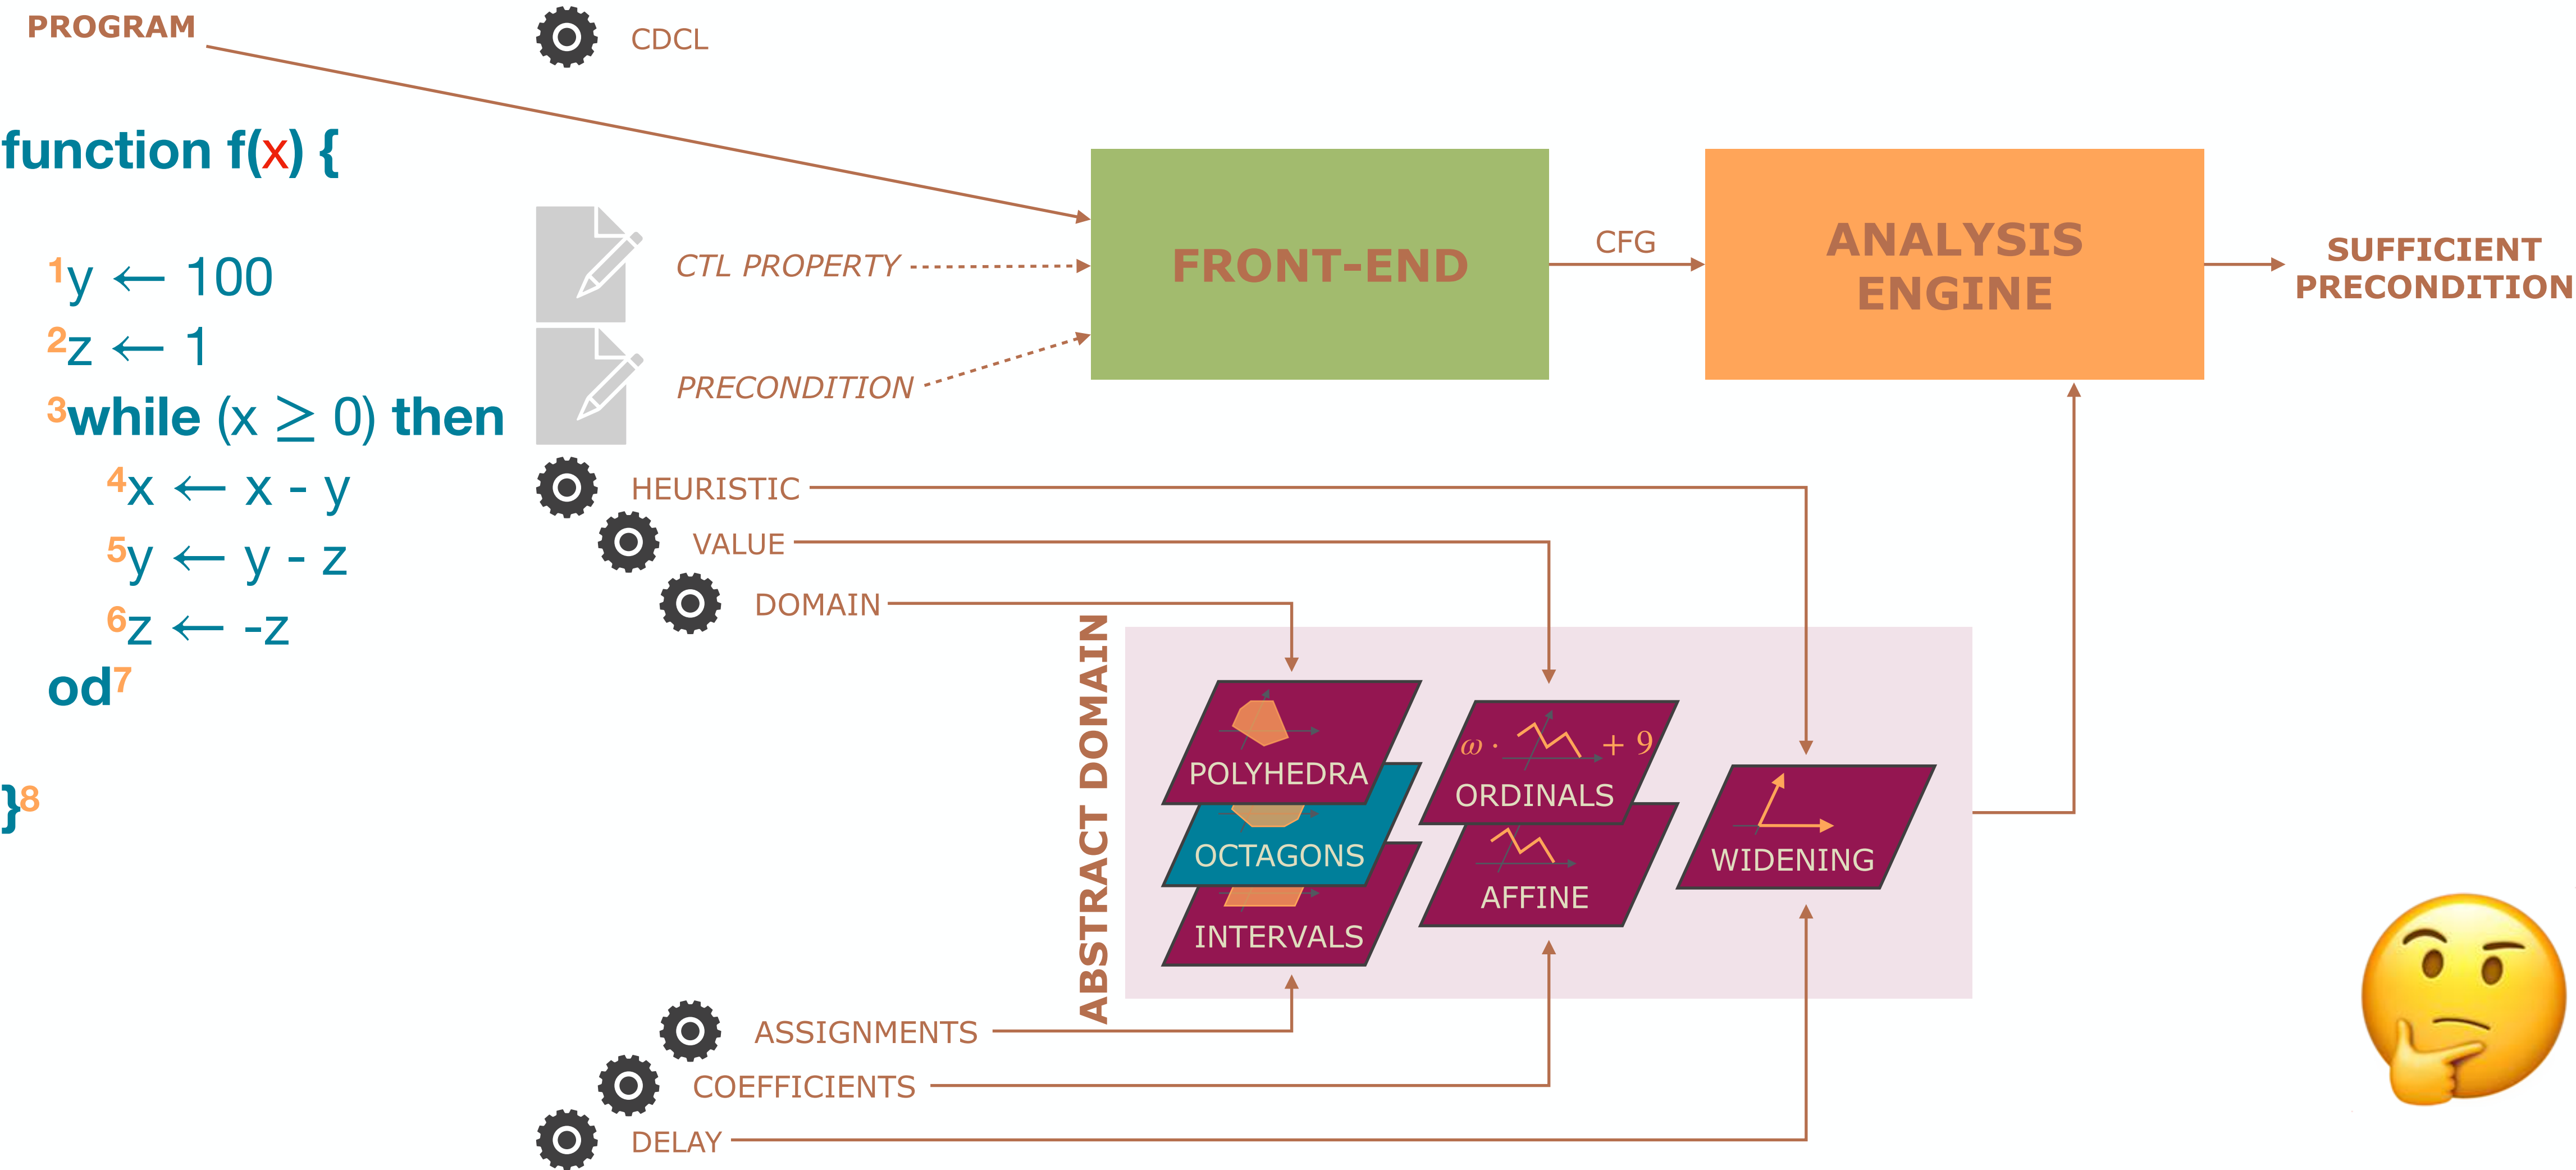 PROGRAM
CDCL
function f(x) {
1y ← 100
2z ← 1
3while (x ≥ 0) then
4x ← x - y
5y ← y - z
6z ← -z
od7
}8
CTL PROPERTY
PRECONDITION
FRONT-END
CFG
ANALYSIS
ENGINE
SUFFICIENT
PRECONDITION
HEURISTIC
VALUE
DOMAIN
ABSTRACT DOMAIN
POLYHEDRA
OCTAGONS
INTERVALS
ω · + 9
ORDINALS
AFFINE
WIDENING
ASSIGNMENTS
COEFFICIENTS
DELAY